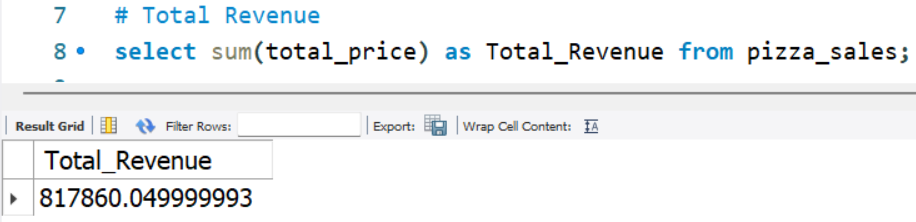 7 # Total Revenue
8 select sum(total_price) as Total_Revenue from pizza_sales;
Result Grid Filter Rows: Export: Wrap Cell Content:
Total_Revenue
817860.049999993